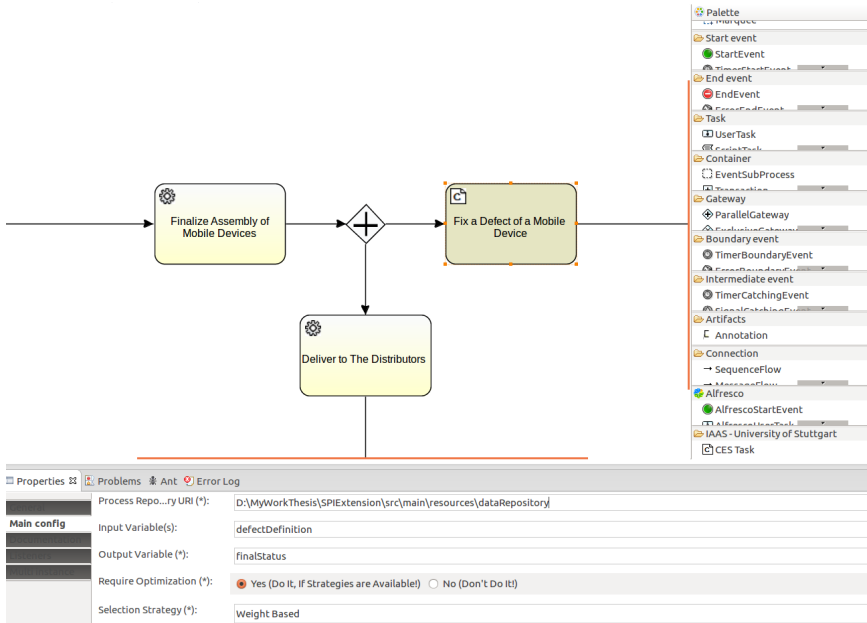 Palette
StartEvent
Start event
EndEvent
End event
UserTask
Task
EventSubProcess
Container
ParallelGateway
Gateway
TimerBoundaryEvent
Boundary event
TimerCatchingEvent
Intermediate event
Annotation
Artifacts
SequenceFlow
Connection
AlfrescoStartEvent
Alfresco
IAAS - University of Stuttgart
CES Task
Finalize Assembly of
Mobile Devices
C
Fix a Defect of a Mobile
Device
Deliver to The Distributors
Properties Problems Ant Error Log
Main config
Process Repo...ry URI (*): D:\MyWorkThesis\SPIExtension\src\main\resources\dataRepository
Input Variable(s): defectDefinition
Output Variable (*): finalStatus
Require Optimization (*): Yes (Do It, If Strategies are Available!) No (Don't Do It!)
Selection Strategy (*): Weight Based